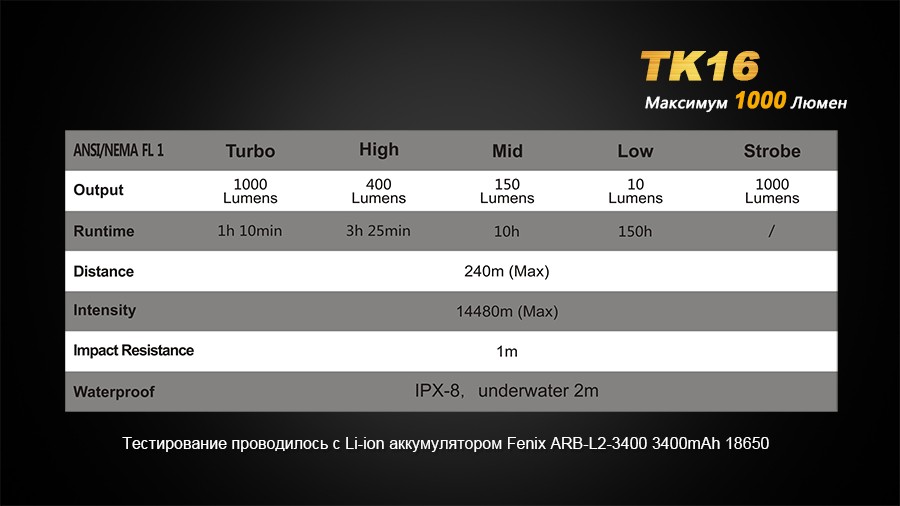 TK16
Максимум 1000 Люмен
ANSI/NEMA FL 1 Turbo High Mid Low Strobe
Output 1000 Lumens 400 Lumens 150 Lumens 10 Lumens 1000 Lumens
Runtime 1h 10min 3h 25min 10h 150h /
Distance 240m (Max)
Intensity 14480m (Max)
Impact Resistance 1m
Waterproof IPX-8, underwater 2m
Тестирование проводилось с Li-ion аккумулятором Fenix ARB-L2-3400 3400mAh 18650